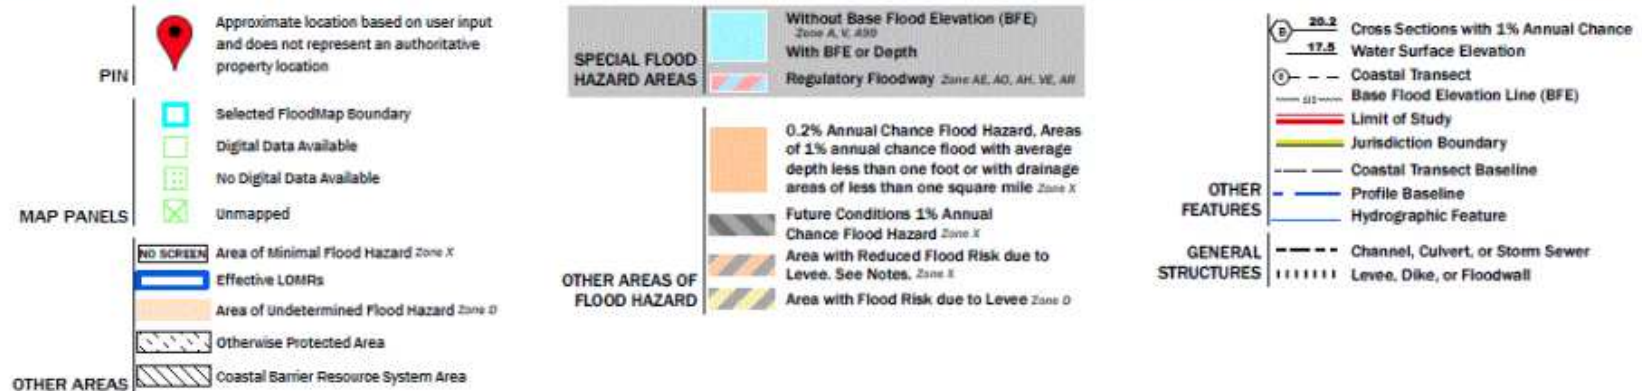 PIN
Approximate location based on user input
and does not represent an authoritative
property location
MAP PANELS
Selected FloodMap Boundary
Digital Data Available
No Digital Data Available
Unmapped
OTHER AREAS
NO SCREEN Area of Minimal Flood Hazard Zone X
Effective LOMRs
Area of Undetermined Flood Hazard Zone D
Otherwise Protected Area
Coastal Barrier Resource System Area
SPECIAL FLOOD
HAZARD AREAS
Without Base Flood Elevation (BFE)
Zone A, V, A99
With BFE or Depth
Regulatory Floodway Zone AE, AO, AH, VE, AR
OTHER AREAS OF
FLOOD HAZARD
0.2% Annual Chance Flood Hazard, Areas
of 1% annual chance flood with average
depth less than one foot or with drainage
areas of less than one square mile Zone X
Future Conditions 1% Annual
Chance Flood Hazard Zone X
Area with Reduced Flood Risk due to
Levee. See Notes. Zone X
Area with Flood Risk due to Levee Zone D
OTHER
FEATURES
B 20.2 Cross Sections with 1% Annual Chance
17.5 Water Surface Elevation
Coastal Transect
Base Flood Elevation Line (BFE)
Limit of Study
Jurisdiction Boundary
Coastal Transect Baseline
Profile Baseline
Hydrographic Feature
GENERAL
STRUCTURES
Channel, Culvert, or Storm Sewer
Levee, Dike, or Floodwall